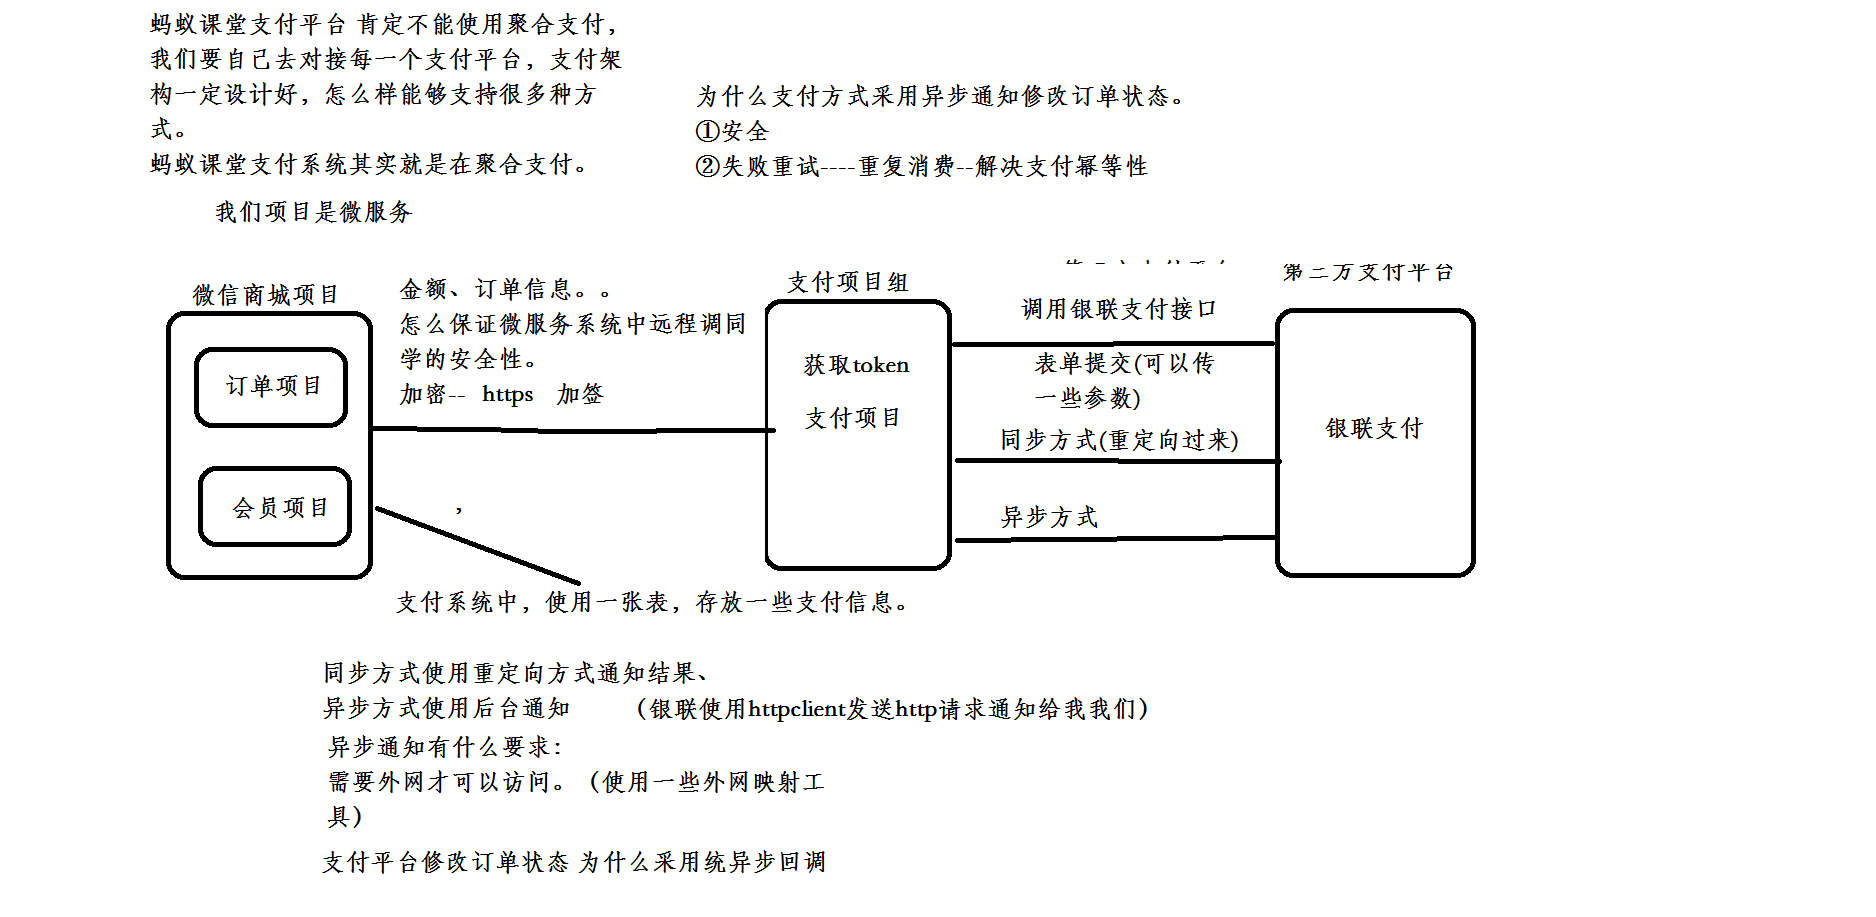 蚂蚁课堂支付平台 肯定不能使用聚合支付，
我们要自己去对接每一个支付平台，支付架
构一定设计好，怎么样能够支持很多种方
式。
蚂蚁课堂支付系统其实就是在聚合支付。
为什么支付方式采用异步通知修改订单状态。
①安全
②失败重试----重复消费--解决支付幂等性
我们项目是微服务
微信商城项目
订单项目
会员项目
金额、订单信息。。
怎么保证微服务系统中远程调同
学的安全性。
加密-- https 加签
，
支付项目组
获取token
支付项目
调用银联支付接口
表单提交(可以传
一些参数)
同步方式(重定向过来)
异步方式
第三方支付平台
银联支付
支付系统中，使用一张表，存放一些支付信息。
同步方式使用重定向方式通知结果、
异步方式使用后台通知 （银联使用httpclient发送http请求通知给我我们）
异步通知有什么要求：
需要外网才可以访问。（使用一些外网映射工
具）
支付平台修改订单状态 为什么采用统异步回调